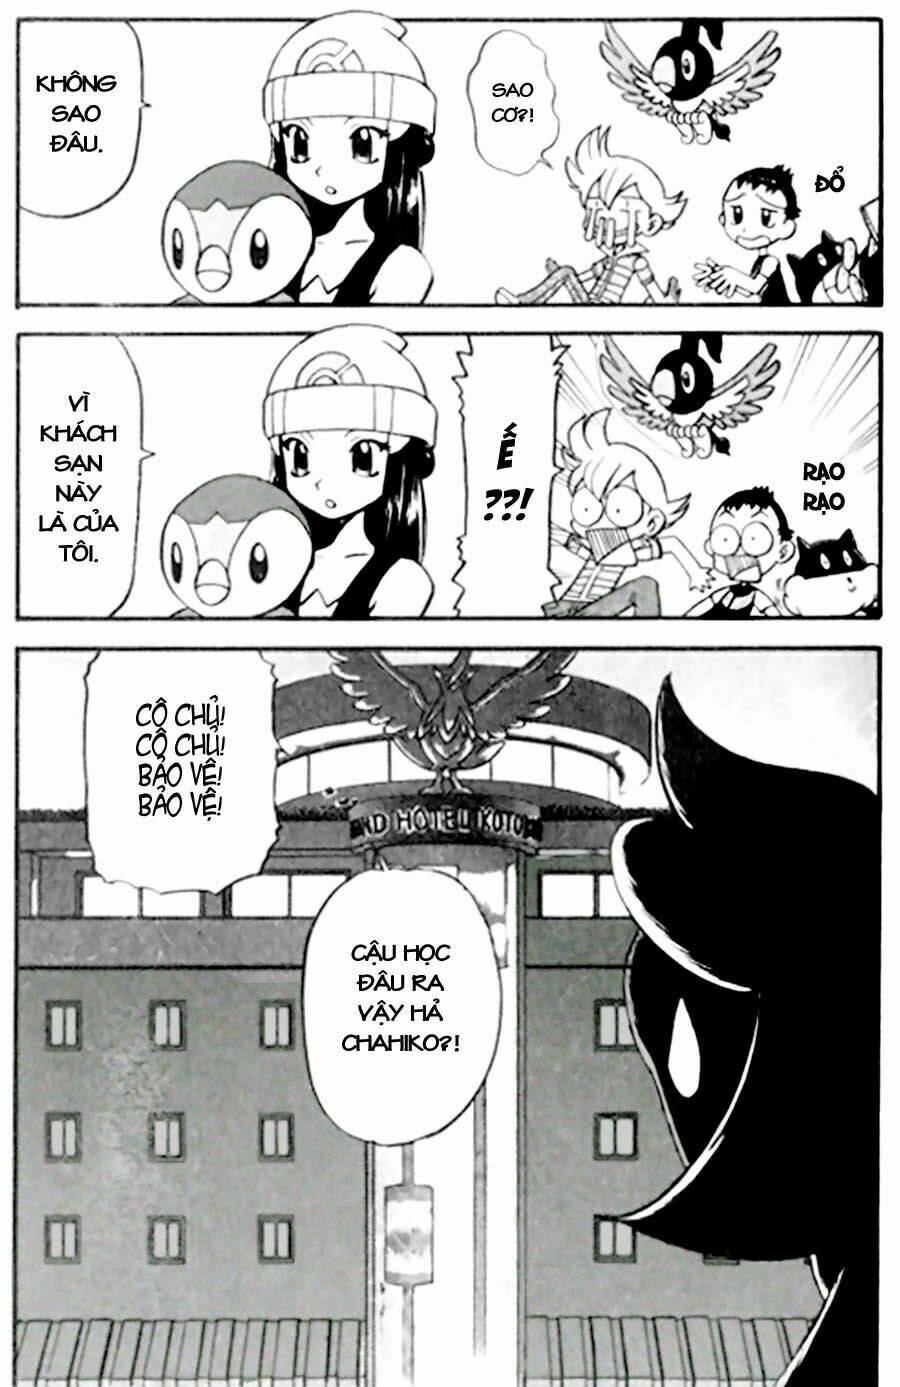 KHÔNG
SAO
ĐÂU.
SAO
CƠ?!
ĐỔ
VÌ
KHÁCH
SẠN
NÀY
LÀ CỦA
TÔI.
Ế
??!
RẠO
RẠO
CÔ CHỦ!
CÔ CHỦ!
BẢO VỆ!
BẢO VỆ!
ND HOTEL KOTO
CẬU HỌC
ĐÂU RA
VẬY HẢ
CHAHIKO?!